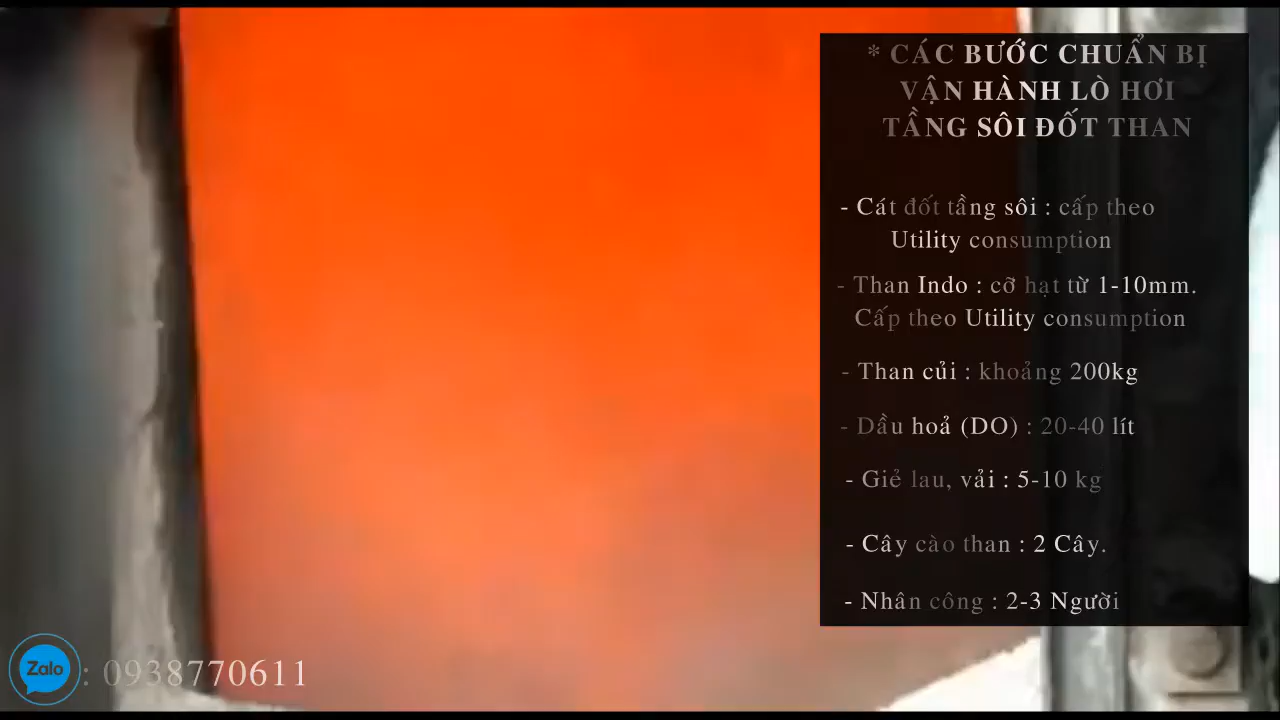 * CÁC BƯỚC CHUẨN BỊ
VẬN HÀNH LÒ HƠI
TẦNG SÔI ĐỐT THAN
- Cát đốt tầng sôi : cấp theo
Utility consumption
- Than Indo : cỡ hạt từ 1-10mm.
Cấp theo Utility consumption
- Than củi : khoảng 200kg
- Dầu hoả (DO) : 20-40 lít
- Giẻ lau, vải : 5-10 kg
- Cây cào than : 2 Cây.
- Nhân công : 2-3 Người
Zalo : 0938770611